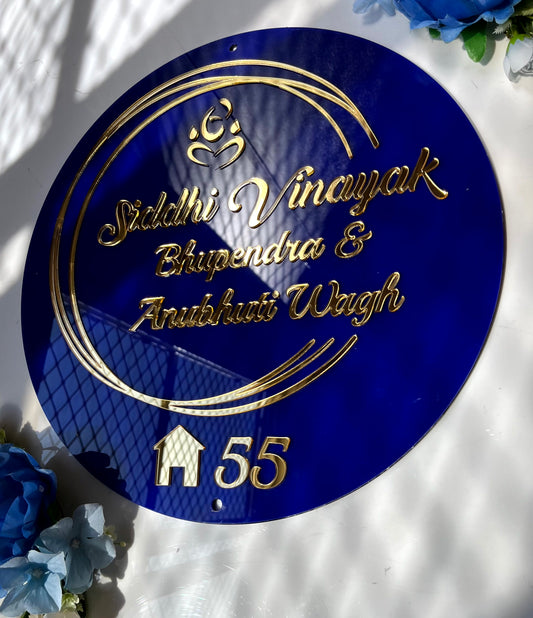 Siddhi Vinayak
Bhupendra &
Anubhuti Wagh
55